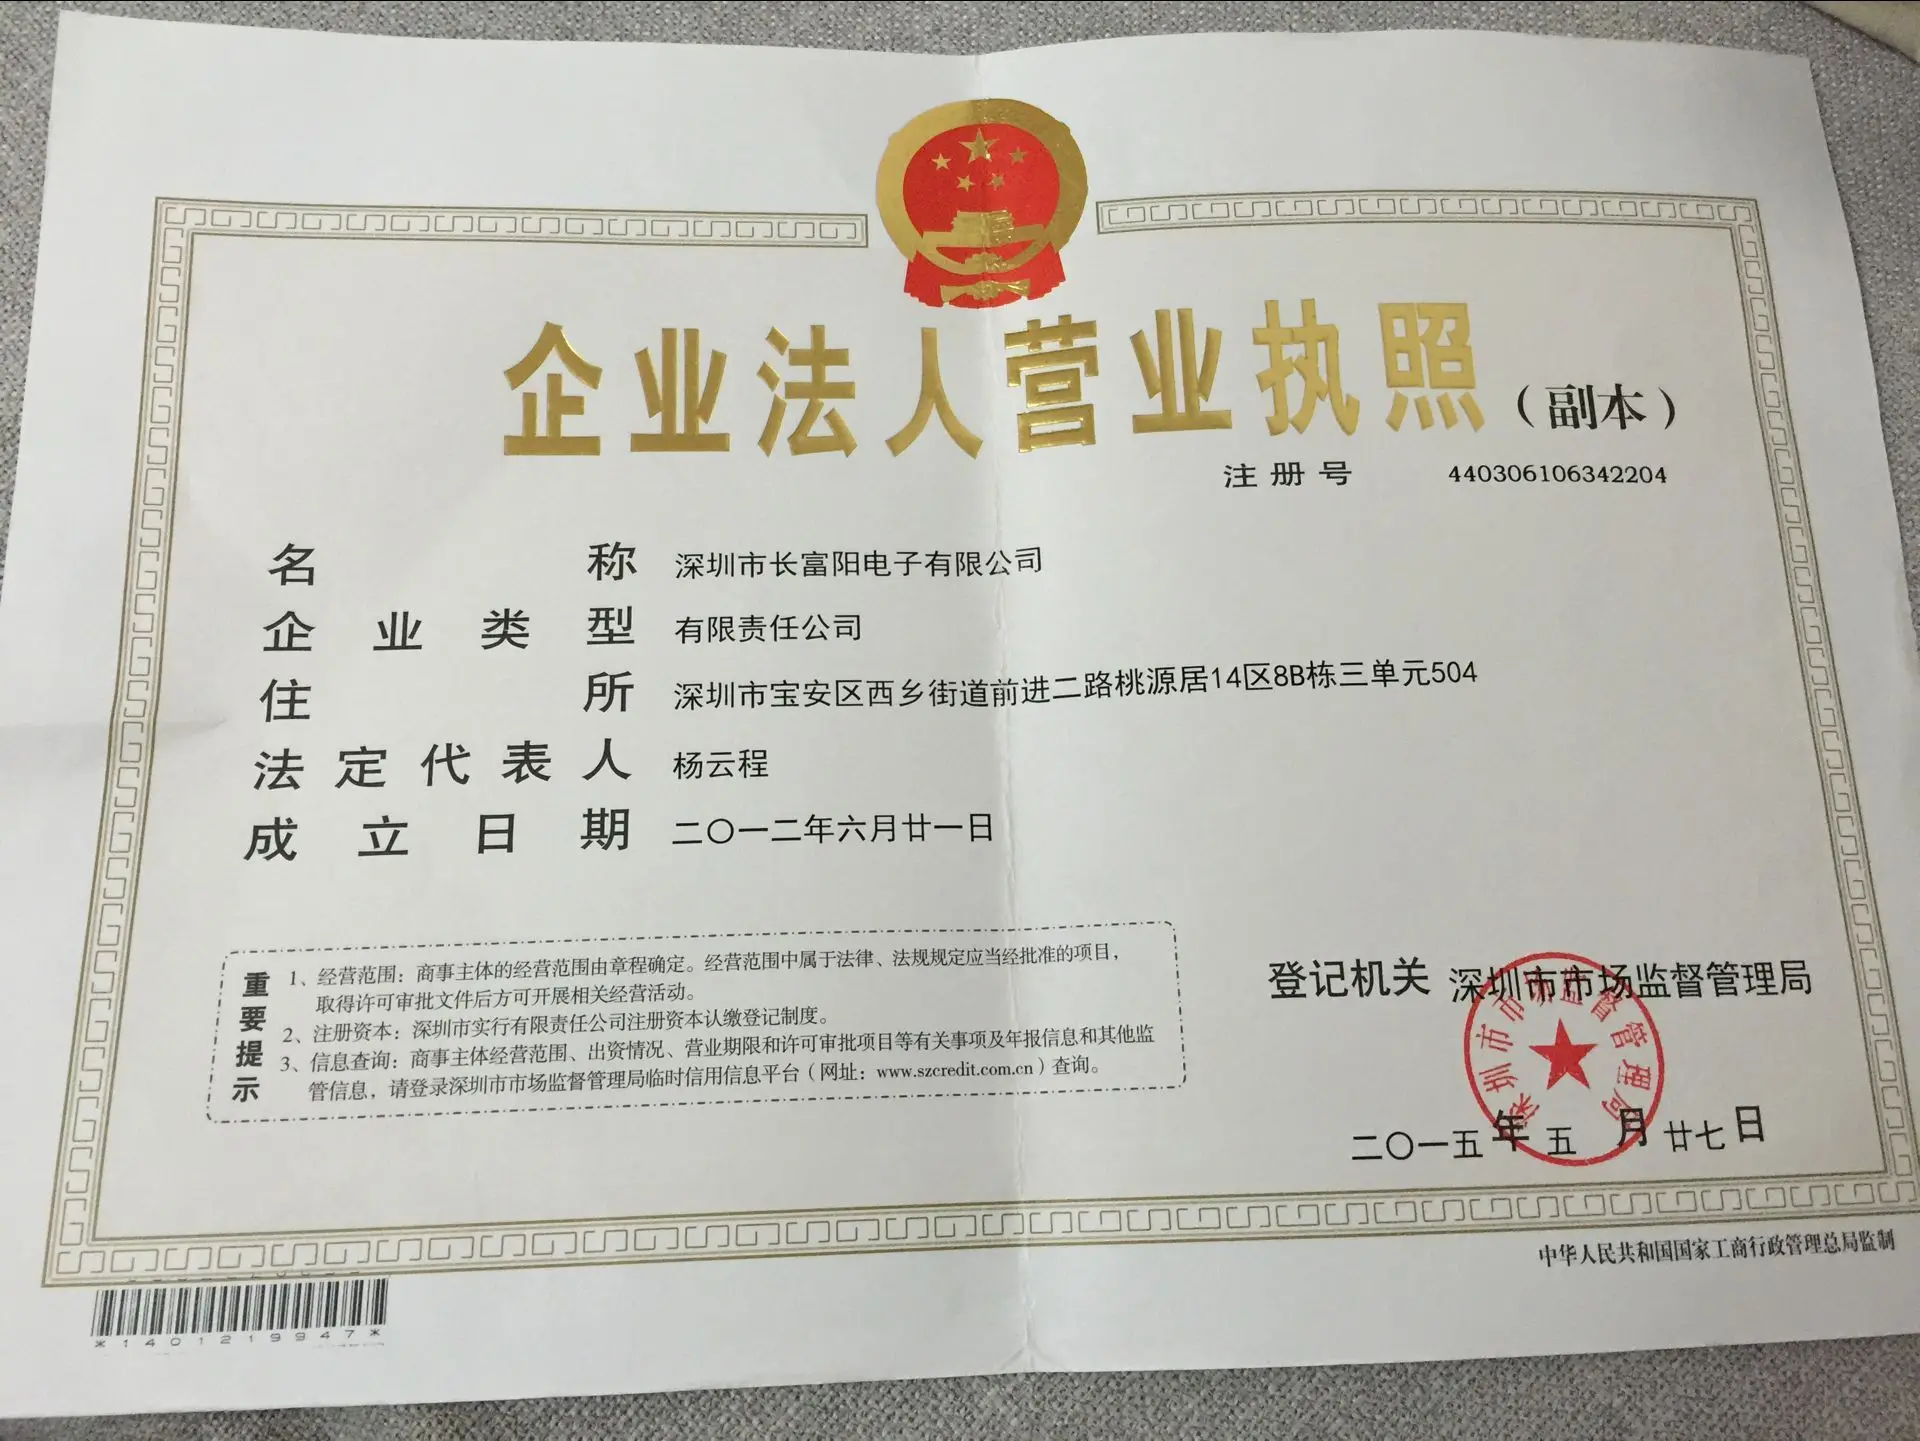 企业法人营业执照（副本）
注册号 440306106342204
名称 深圳市长富阳电子有限公司
企业类型 有限责任公司
住所 深圳市宝安区西乡街道前进二路桃源居14区8B栋三单元504
法定代表人 杨云程
成立日期 二〇一二年六月廿一日
重要提示
1、经营范围：商事主体的经营范围由章程确定。经营范围中属于法律、法规规定应当经批准的项目，
取得许可审批文件后方可开展相关经营活动。
2、注册资本：深圳市实行有限责任公司注册资本认缴登记制度。
3、信息查询：商事主体经营范围、出资情况、营业期限和许可审批项目等有关事项及年报信息和其他监
管信息，请登录深圳市市场监督管理局临时信用信息平台（网址：www.szcredit.com.cn）查询。
登记机关 深圳市市场监督管理局
深圳市市场监督管理局
二〇一五年五月廿七日
中华人民共和国国家工商行政管理总局监制
*1401219947*